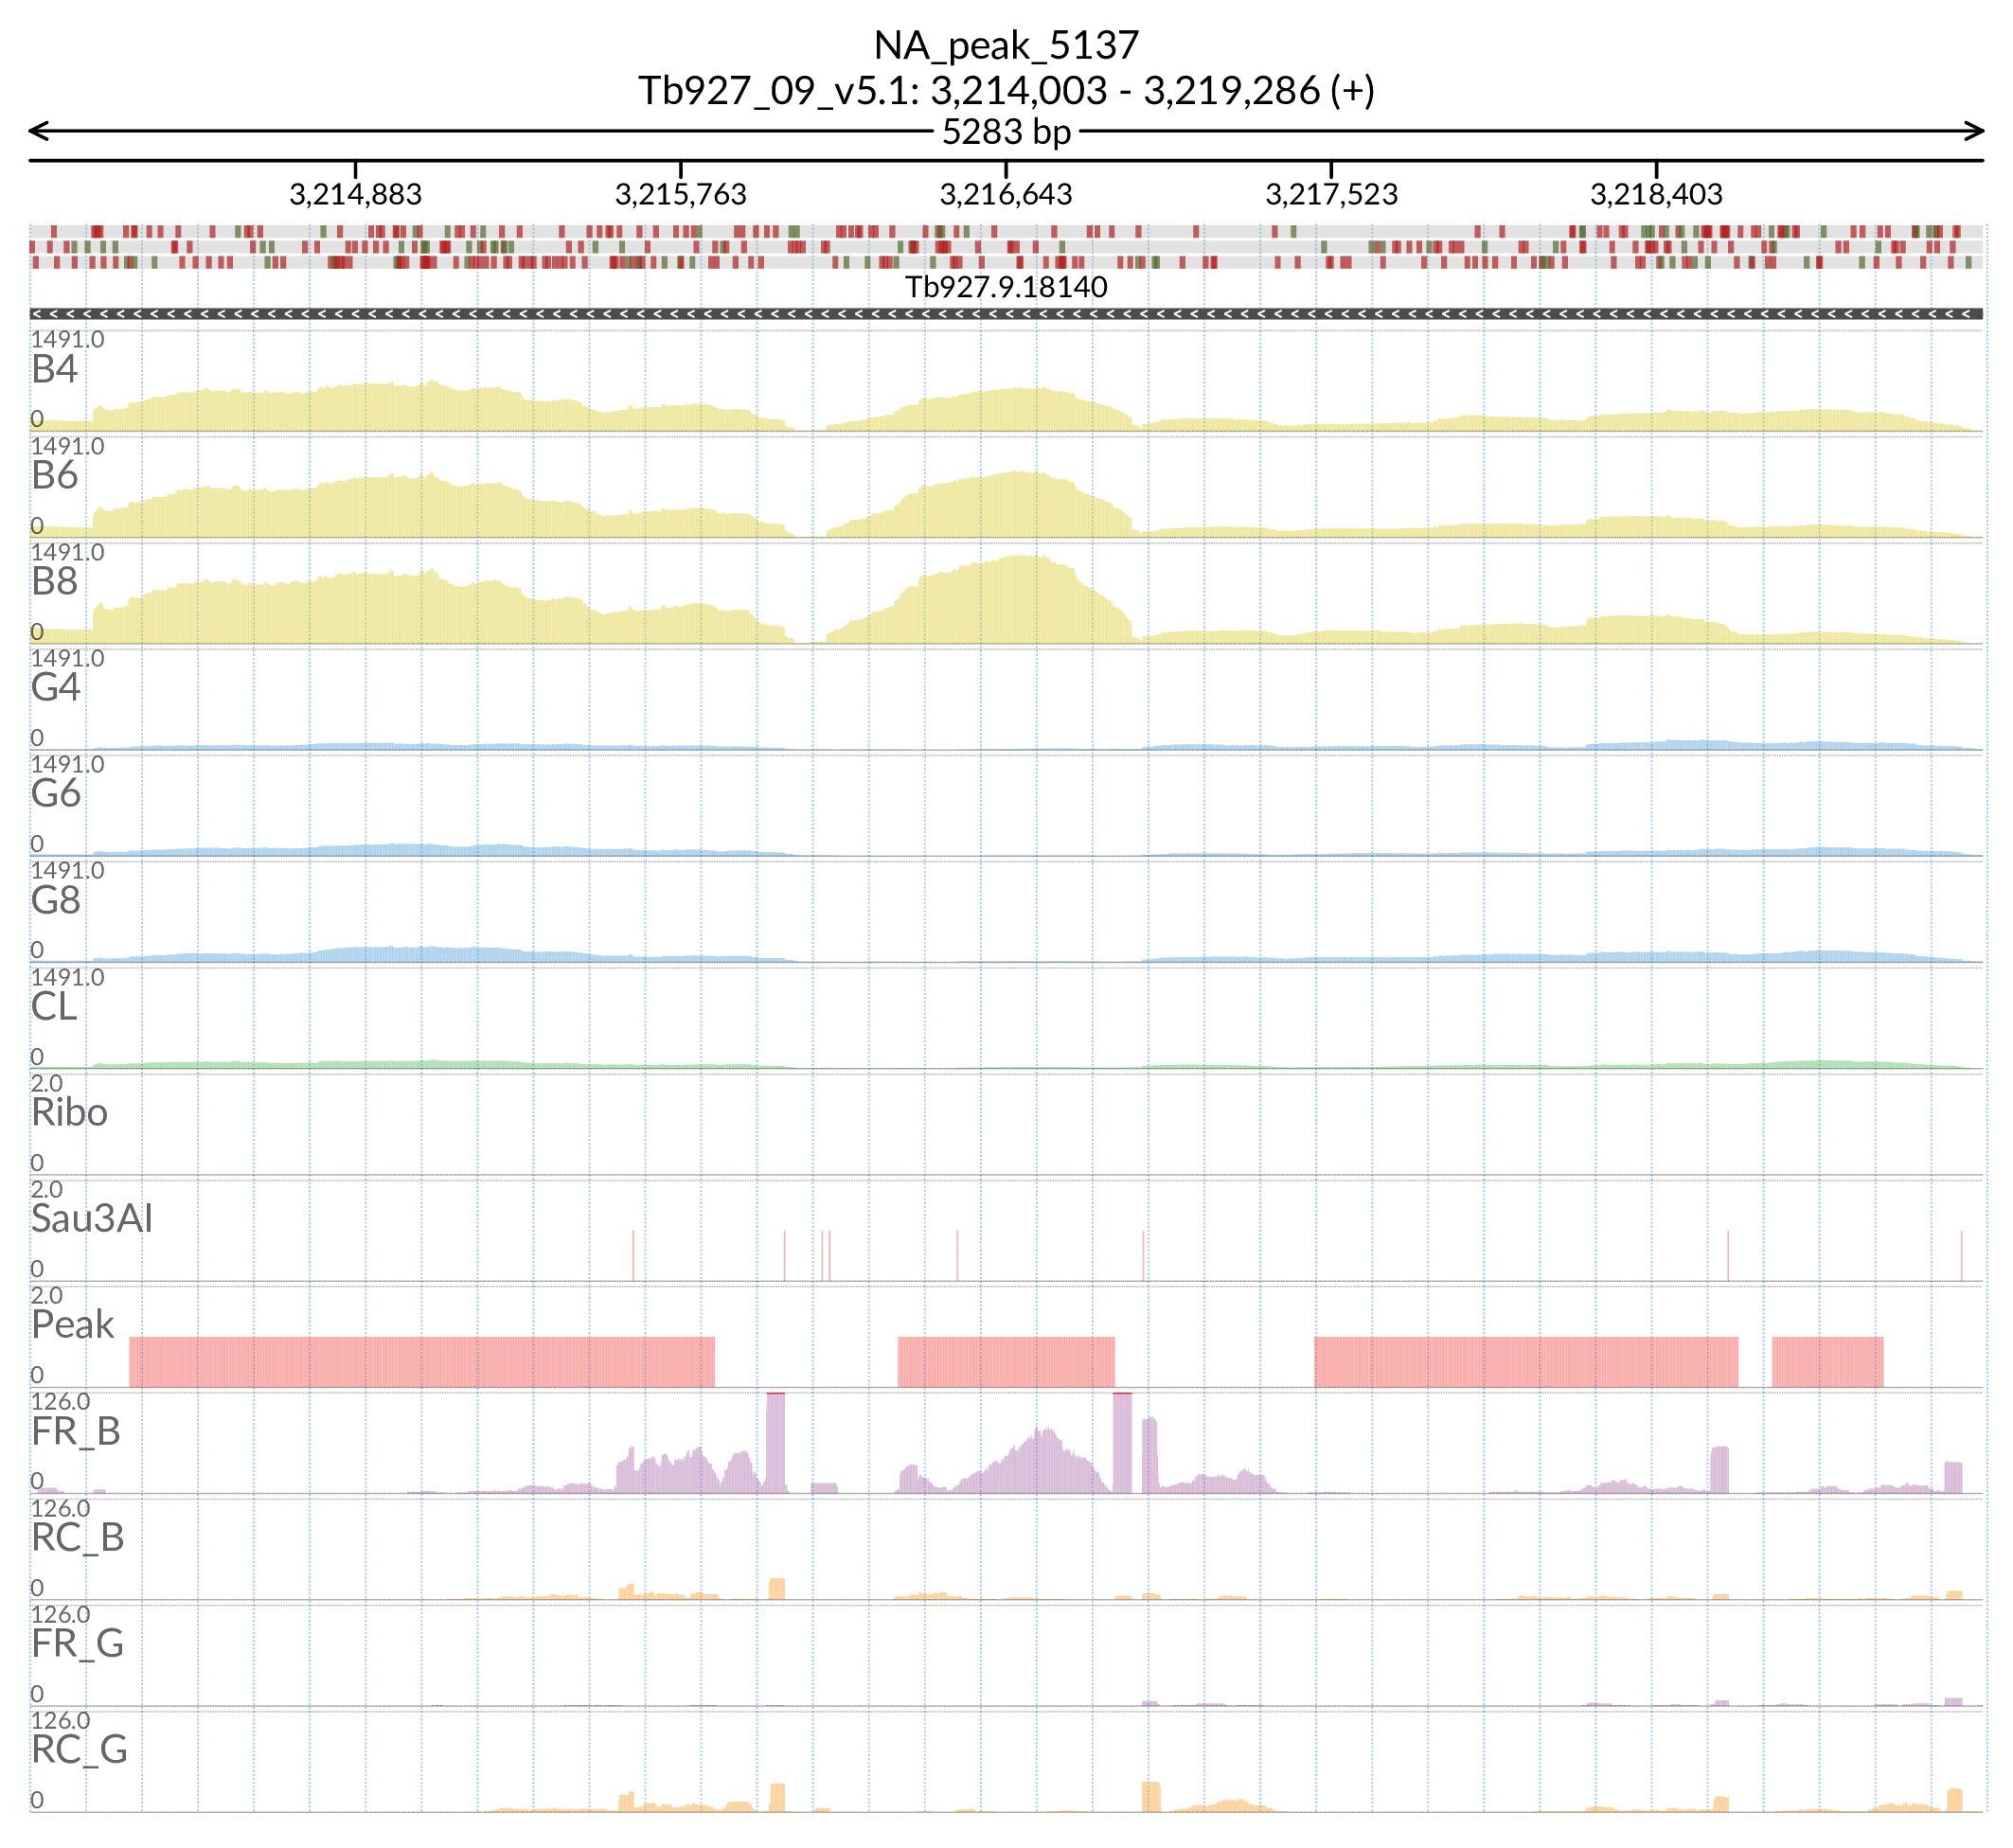 NA_peak_5137
Tb927_09_v5.1: 3,214,003 - 3,219,286 (+)
5283 bp
3,214,883 3,215,763 3,216,643 3,217,523 3,218,403
Tb927.9.18140
1491.0
B4
0
1491.0
B6
0
1491.0
B8
0
1491.0
G4
0
1491.0
G6
0
1491.0
G8
0
1491.0
CL
0
2.0
Ribo
0
2.0
Sau3AI
0
2.0
Peak
0
126.0
FR_B
0
126.0
RC_B
0
126.0
FR_G
0
126.0
RC_G
0